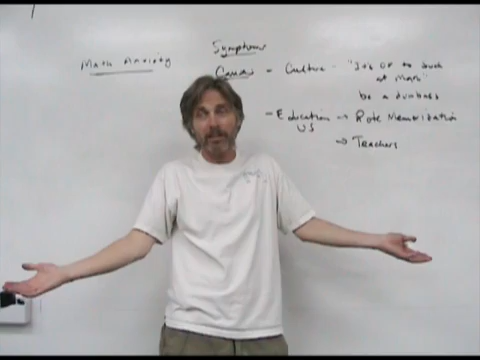 Math Anxiety
Symptoms
Causes = Culture - "It's OK to suck
at Math"
be a dumbass
= Education → Rote Memorization
US
→ Teachers